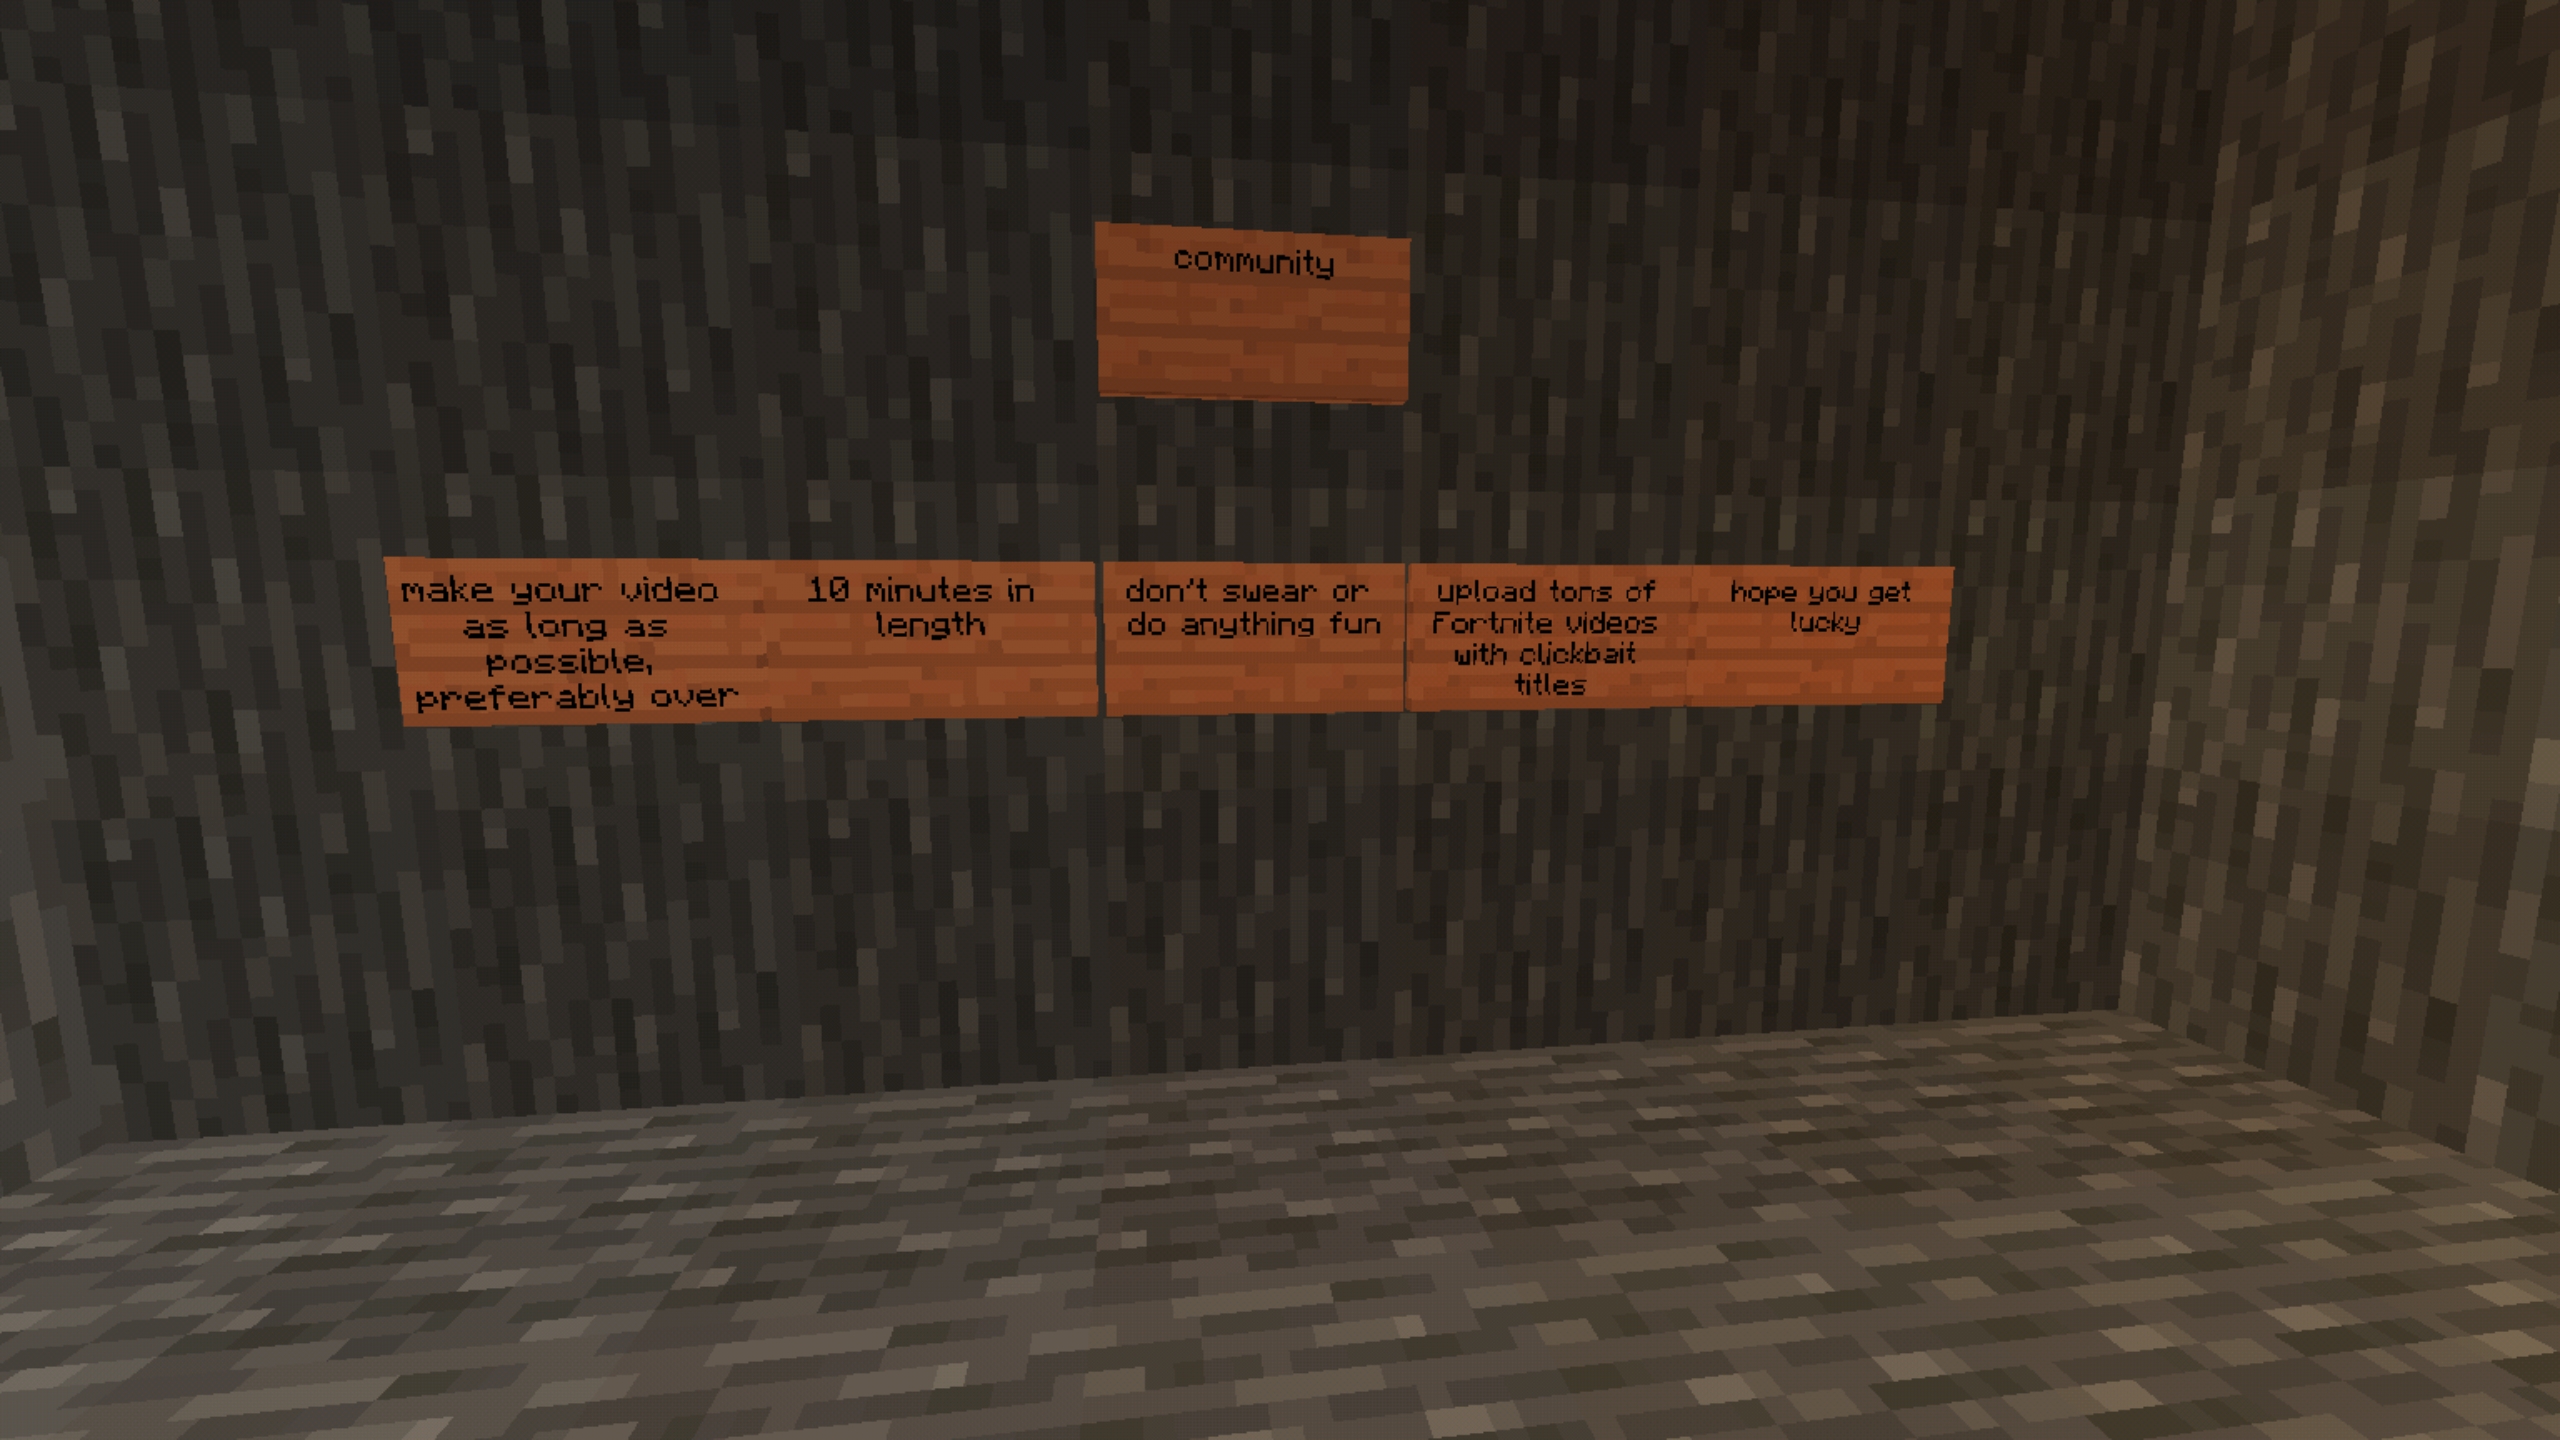 community
make your video
as long as
possible,
preferably over
10 minutes in
length
don't swear or
do anything fun
upload tons of
Fortnite videos
with clickbait
titles
hope you get
lucky